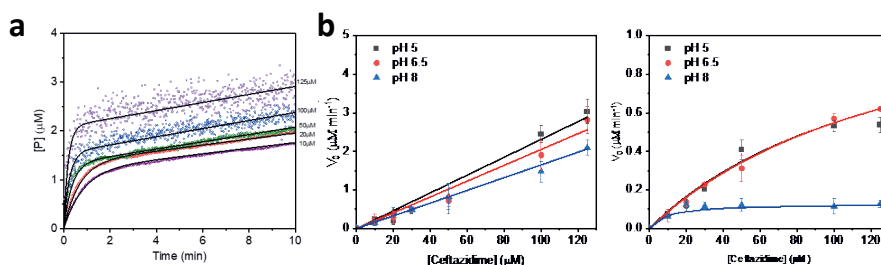 a
[P] (μM)
4
3
2
1
0
125μM
100μM
50μM
20μM
10μM
0 2 4 6 8 10
Time (min)
b
V0 (μM min-1)
5
4
3
2
1
0
pH 5
pH 6.5
pH 8
0 20 40 60 80 100 120
[Ceftazidime] (μM)
V0 (μM min-1)
1.0
0.8
0.6
0.4
0.2
0.0
pH 5
pH 6.5
pH 8
0 20 40 60 80 100 120
[Ceftazidime] (μM)